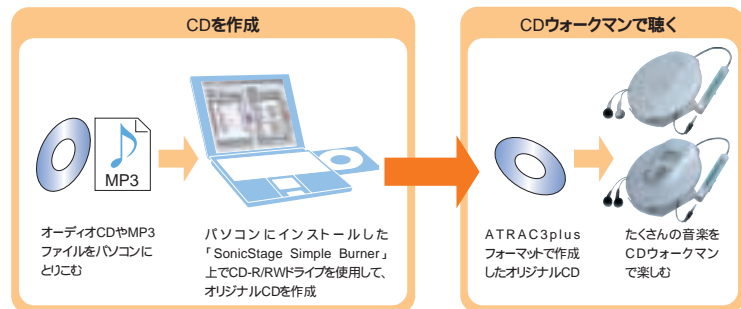 CDを作成
CDウォークマンで聴く
MP3
オーディオCDやMP3
ファイルをパソコンに
とりこむ
パソコンにインストールした
「SonicStage Simple Burner」
上でCD-R/RWドライブを使用して、
オリジナルCDを作成
ATRAC3plus
フォーマットで作成
したオリジナルCD
たくさんの音楽を
CDウォークマン
で楽しむ